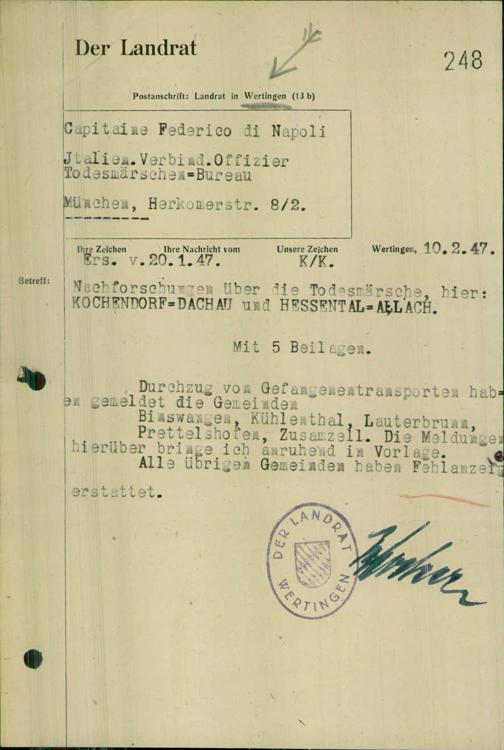 Der Landrat
248
Postanschrift: Landrat in Wertingen (13 b)
Capitaine Federico di Napoli
Jtalien.Verbind.Offizier
Todesmärschen=Bureau
München, Herkomerstr. 8/2.
Ihre Zeichen Ihre Nachricht vom Unsere Zeichen Wertingen, 10.2.47.
Ers. v.20.1.47. K/K.
Betreff:
Nachforschungen über die Todesmärsche, hier:
KOCHENDORF=DACHAU und HESSENTAL=ALLACH.
Mit 5 Beilagen.
Durchzug von Gefangenentransporten hab=
en gemeldet die Gemeinden
Binswangen, Kühlenthal, Lauterbrunn,
Prettelshofen, Zusamzell. Die Meldungen
hierüber bringe ich anruhend in Vorlage.
Alle übrigen Gemeinden haben Fehlanzeig
erstattet.
DER LANDRAT
WERTINGEN